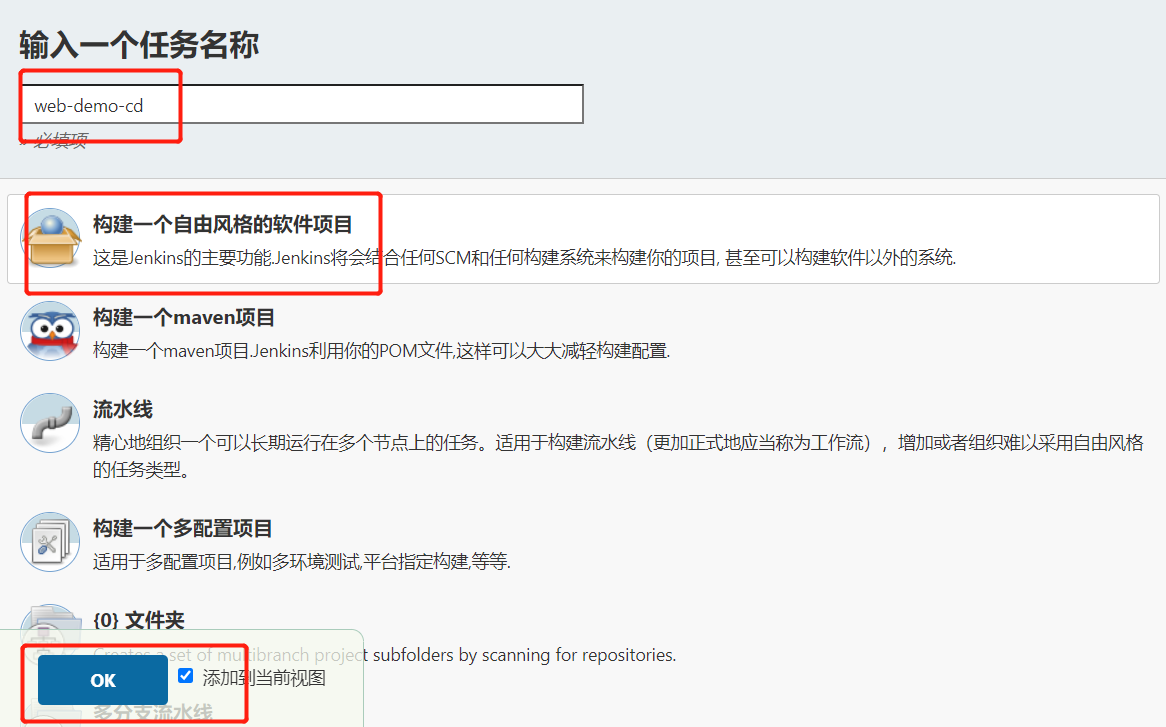 输入一个任务名称
web-demo-cd
» 必填项
构建一个自由风格的软件项目
这是Jenkins的主要功能.Jenkins将会结合任何SCM和任何构建系统来构建你的项目, 甚至可以构建软件以外的系统.
构建一个maven项目
构建一个maven项目.Jenkins利用你的POM文件,这样可以大大减轻构建配置.
流水线
精心地组织一个可以长期运行在多个节点上的任务。适用于构建流水线（更加正式地应当称为工作流），增加或者组织难以采用自由风格
的任务类型。
构建一个多配置项目
适用于多配置项目,例如多环境测试,平台指定构建,等等.
{0} 文件夹
Creates a set of multibranch project subfolders by scanning for repositories.
OK 添加到当前视图
多分支流水线